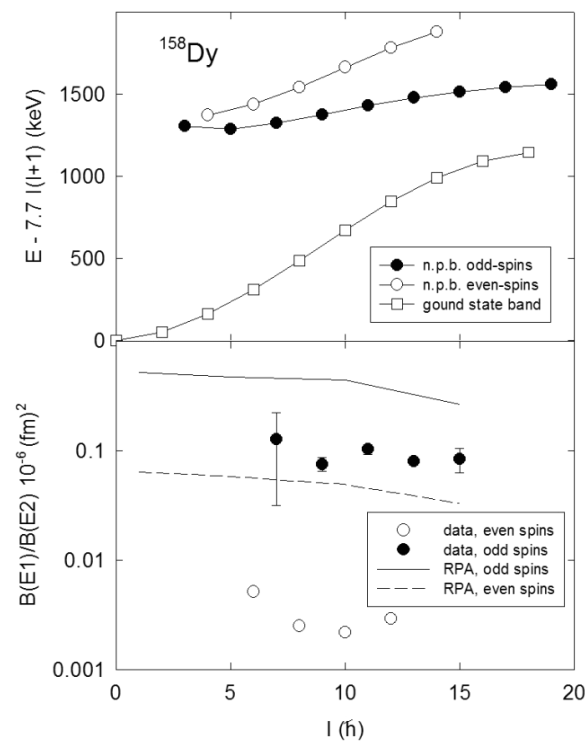 158Dy
E - 7.7 I(I+1) (keV)
1500
1000
500
0
n.p.b. odd-spins
n.p.b. even-spins
gound state band
B(E1)/B(E2) 10⁻⁶ (fm)²
0.1
0.01
0.001
data, even spins
data, odd spins
RPA, odd spins
RPA, even spins
0 5 10 15 20
I (ħ)